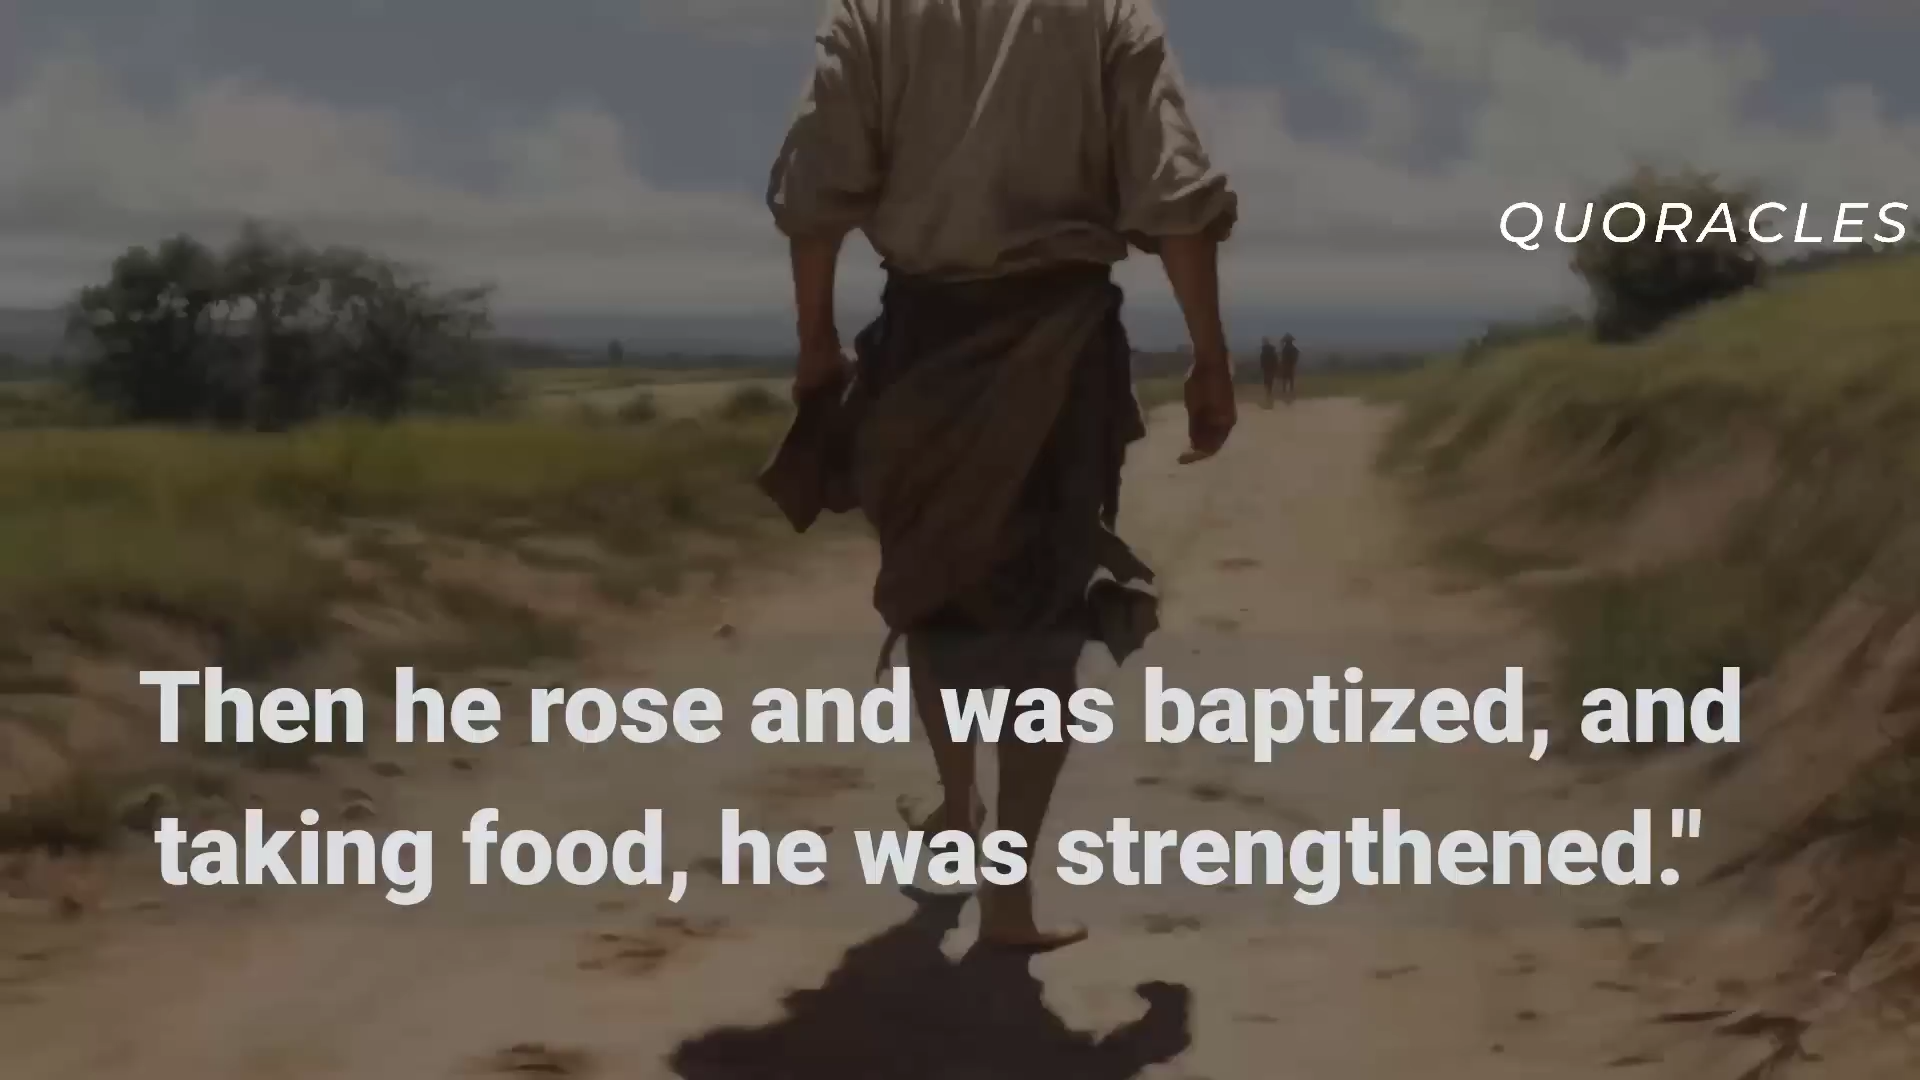 QUORACLES
Then he rose and was baptized, and
taking food, he was strengthened."